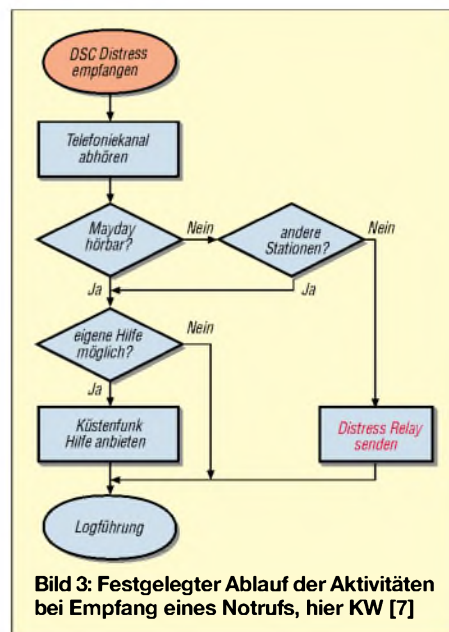 DSC Distress
empfangen
Telefoniekanal
abhören
Mayday
hörbar?
Nein
andere
Stationen?
Nein
Ja
Ja
eigene Hilfe
möglich?
Nein
Ja
Küstenfunk
Hilfe anbieten
Distress Relay
senden
Logführung
Bild 3: Festgelegter Ablauf der Aktivitäten
bei Empfang eines Notrufs, hier KW [7]